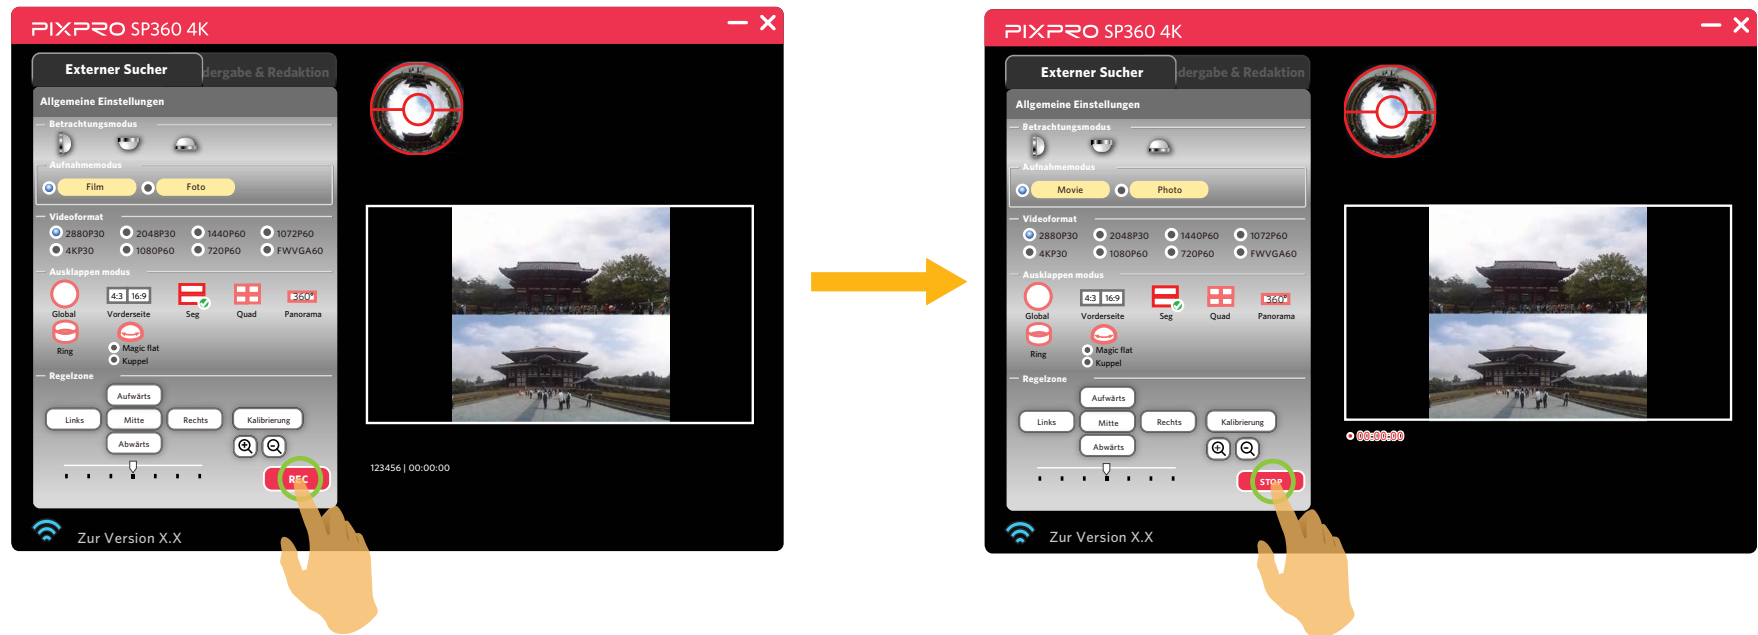 PIXPRO SP360 4K
Externer Sucher
dergabe & Redaktion
Allgemeine Einstellungen
Betrachtungsmodus
Aufnahmemodus
Film Foto
Videoformat
2880P30 2048P30 1440P60 1072P60
4KP30 1080P60 720P60 FWVGA60
Ausklappen modus
4:3 16:9 360°
Global Vorderseite Seg Quad Panorama
Ring
Magic flat
Kuppel
Regelzone
Aufwärts
Links Mitte Rechts Kalibrierung
Abwärts
REC
123456 | 00:00:00
Zur Version X.X
PIXPRO SP360 4K
Externer Sucher
dergabe & Redaktion
Allgemeine Einstellungen
Betrachtungsmodus
Aufnahmemodus
Movie Photo
Videoformat
2880P30 2048P30 1440P60 1072P60
4KP30 1080P60 720P60 FWVGA60
Ausklappen modus
4:3 16:9 360°
Global Vorderseite Seg Quad Panorama
Ring
Magic flat
Kuppel
Regelzone
Aufwärts
Links Mitte Rechts Kalibrierung
Abwärts
STOP
00:00:00
Zur Version X.X